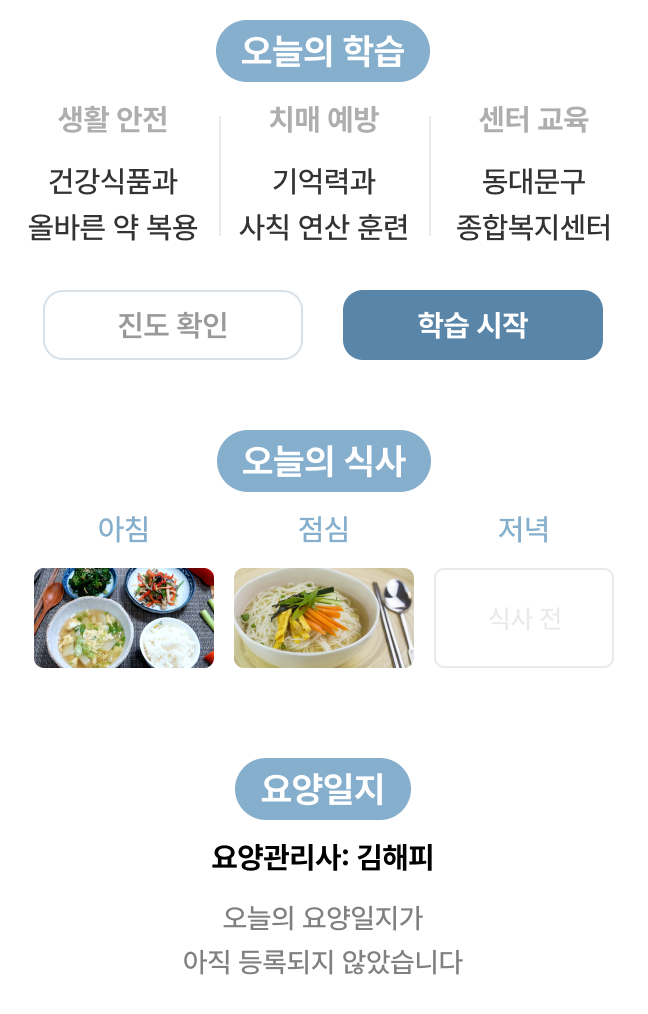 오늘의 학습
생활 안전
치매 예방
센터 교육
건강식품과
올바른 약 복용
기억력과
사칙 연산 훈련
동대문구
종합복지센터
진도 확인
학습 시작
오늘의 식사
아침
점심
저녁
식사 전
요양일지
요양관리사: 김해피
오늘의 요양일지가
아직 등록되지 않았습니다